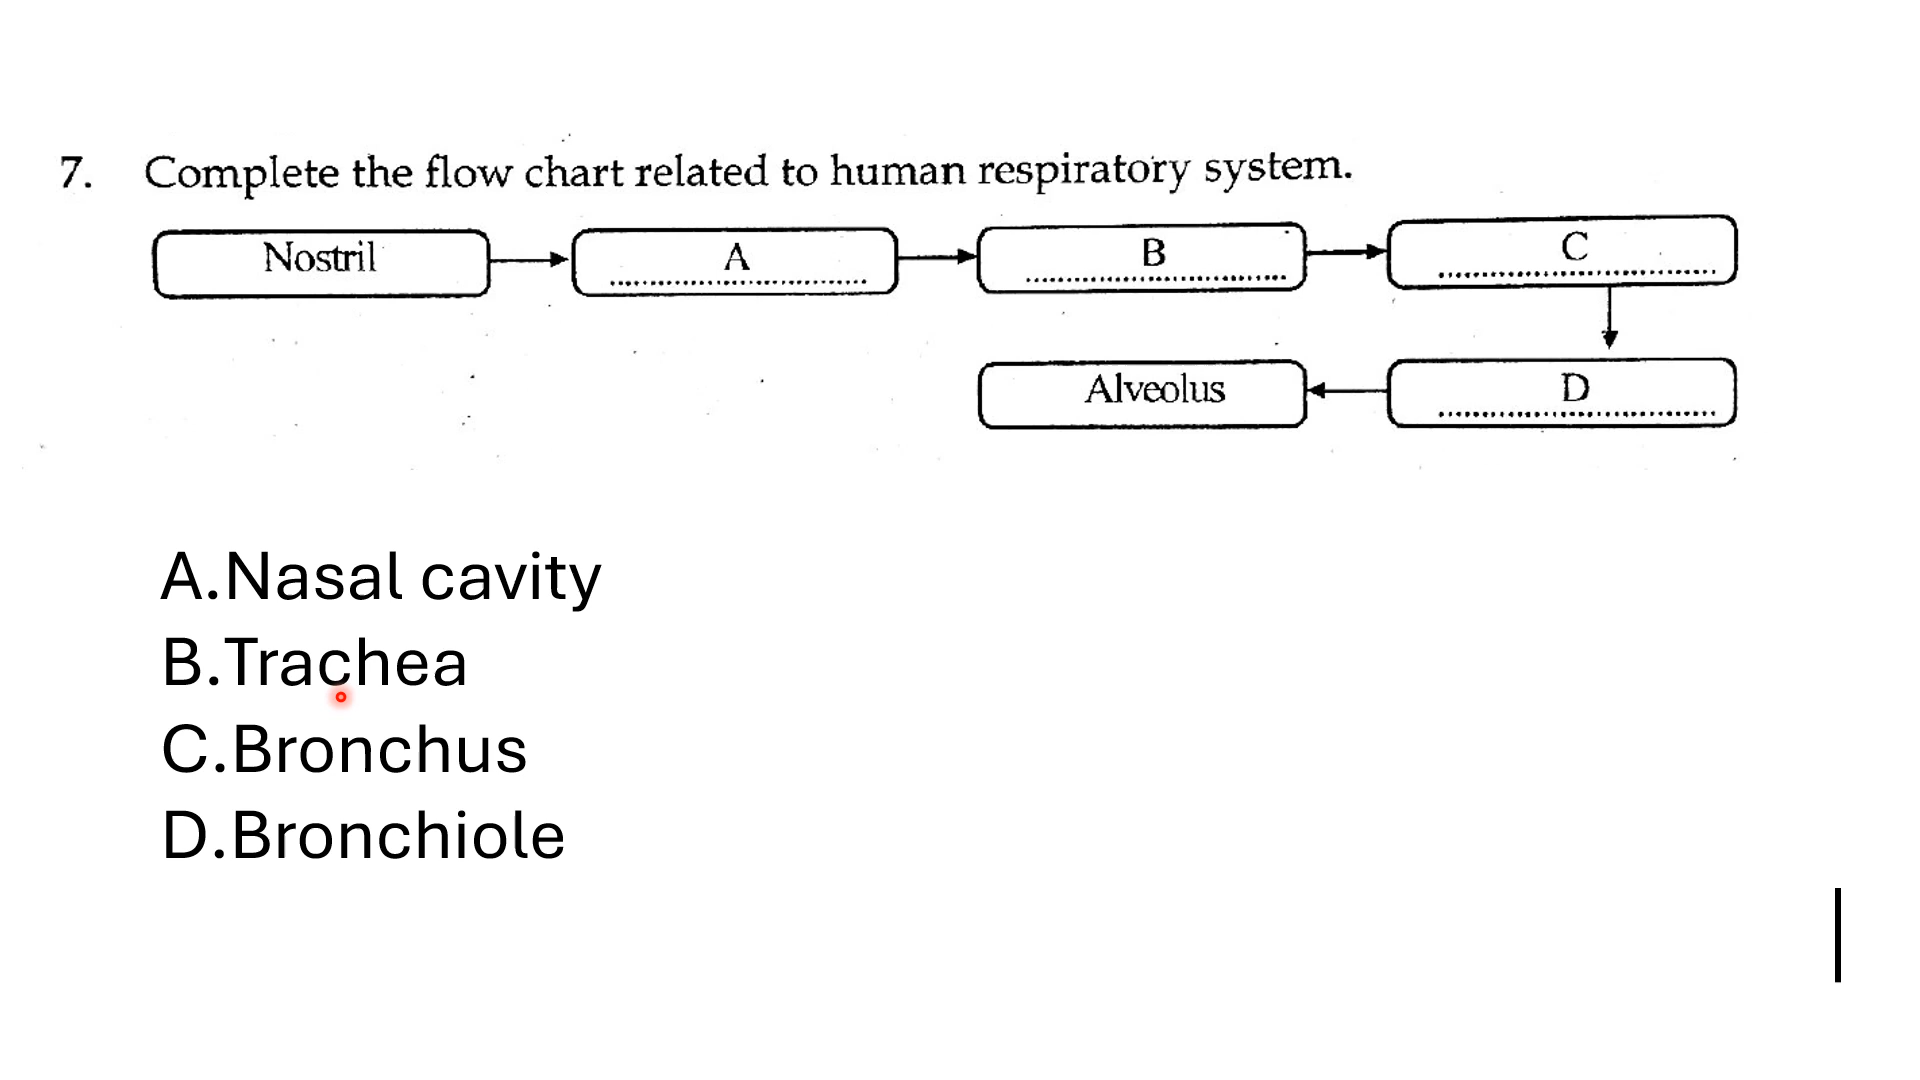 7. Complete the flow chart related to human respiratory system.
Nostril
A
B
C
Alveolus
D
A.Nasal cavity
B.Trachea
C.Bronchus
D.Bronchiole